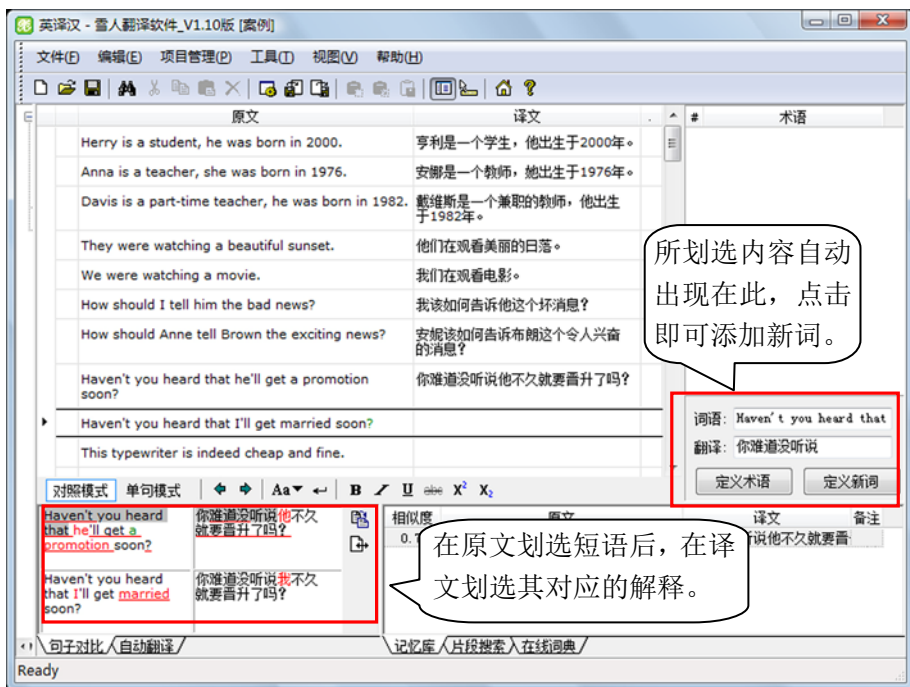 英译汉 - 雪人翻译软件_V1.10版 [案例]
文件(F) 编辑(E) 项目管理(P) 工具(T) 视图(V) 帮助(H)
原文 译文 . # 术语
Herry is a student, he was born in 2000. 亨利是一个学生，他出生于2000年。
Anna is a teacher, she was born in 1976. 安娜是一个教师，她出生于1976年。
Davis is a part-time teacher, he was born in 1982. 戴维斯是一个兼职的教师，他出生
于1982年。
They were watching a beautiful sunset. 他们在观看美丽的日落。
We were watching a movie. 我们在观看电影。
How should I tell him the bad news? 我该如何告诉他这个坏消息?
How should Anne tell Brown the exciting news? 安妮该如何告诉布朗这个令人兴奋
的消息?
Haven't you heard that he'll get a promotion 你难道没听说他不久就要晋升了吗?
soon?
Haven't you heard that I'll get married soon?
This typewriter is indeed cheap and fine.
所划选内容自动
出现在此，点击
即可添加新词。
词语: Haven't you heard that
翻译: 你难道没听说
定义术语 定义新词
对照模式 单句模式 Aa B I U abc X² X₂
Haven't you heard 你难道没听说他不久
that he'll get a 就要晋升了吗?
promotion soon?
Haven't you heard 你难道没听说我不久
that I'll get married 就要晋升了吗?
soon?
相似度 原文 译文 备注
0.
说他不久就要晋
在原文划选短语后，在译
文划选其对应的解释。
句子对比 自动翻译 记忆库 片段搜索 在线词典
Ready